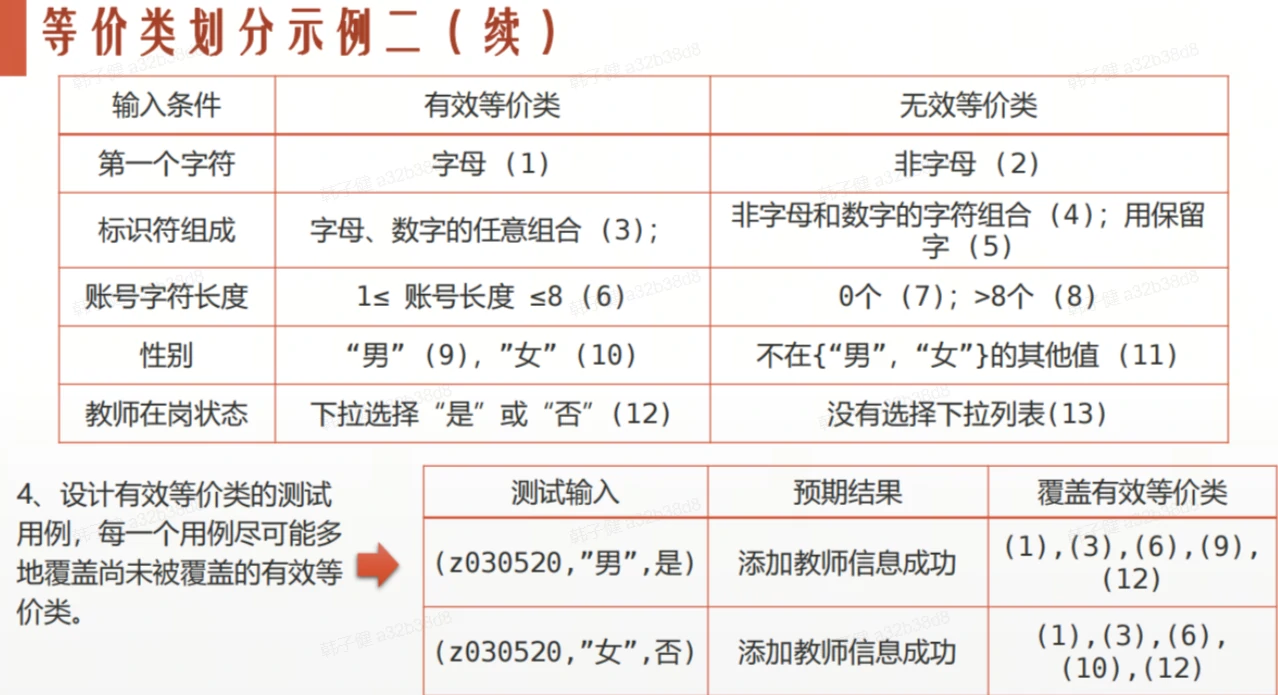 等价类划分示例二（续）
输入条件 有效等价类 无效等价类
第一个字符 字母 (1) 非字母 (2)
标识符组成 字母、数字的任意组合 (3); 非字母和数字的字符组合 (4); 用保留
字 (5)
账号字符长度 1≤ 账号长度 ≤8 (6) 0个 (7); >8个 (8)
性别 “男” (9), ”女” (10) 不在{“男”, “女”}的其他值 (11)
教师在岗状态 下拉选择“是”或“否”(12) 没有选择下拉列表(13)
4、设计有效等价类的测试
用例，每一个用例尽可能多
地覆盖尚未被覆盖的有效等
价类。
测试输入 预期结果 覆盖有效等价类
(z030520,”男”,是) 添加教师信息成功 (1),(3),(6),(9),
(12)
(z030520,”女”,否) 添加教师信息成功 (1),(3),(6),
(10),(12)
韩子健 a32b38d8